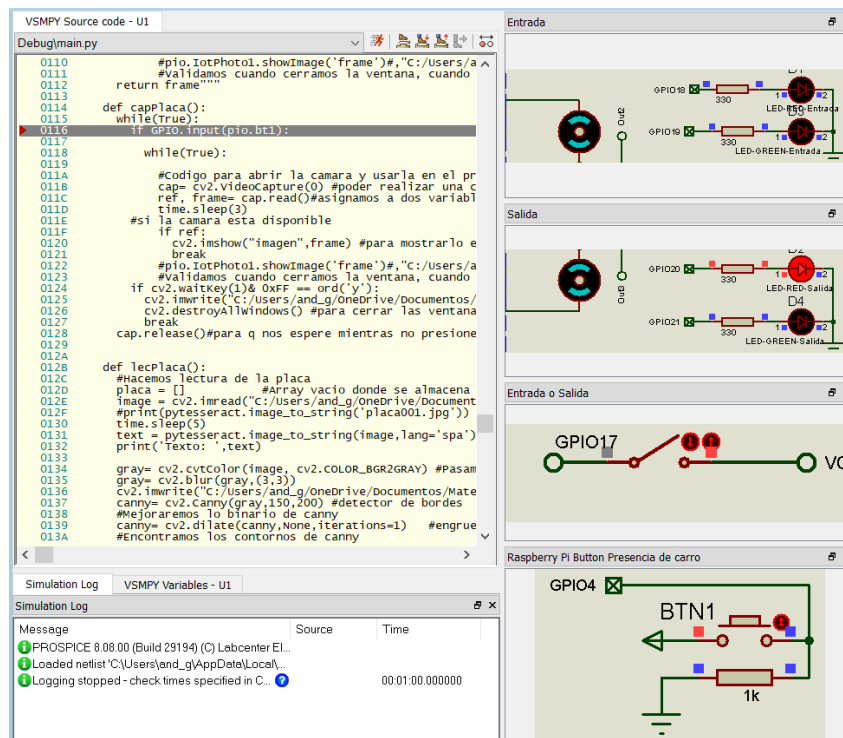 VSMPY Source code - U1
Debug\main.py
0110 #pio.IotPhoto1.showImage('frame')#,"C:/Users/a
0111 #Validamos cuando cerramos la ventana, cuando
0112 return frame"""
0113
0114 def capPlaca():
0115 while(True):
0116 if GPIO.input(pio.bt1):
0117
0118 while(True):
0119
011A #Codigo para abrir la camara y usarla en el pr
011B cap= cv2.VideoCapture(0) #poder realizar una c
011C ref, frame= cap.read()#asignamos a dos variabl
011D time.sleep(3)
011E #si la camara esta disponible
011F if ref:
0120 cv2.imshow("imagen",frame) #para mostrarlo e
0121 break
0122 #pio.IotPhoto1.showImage('frame')#,"C:/Users/a
0123 #Validamos cuando cerramos la ventana, cuando
0124 if cv2.waitKey(1)& 0XFF == ord('y'):
0125 cv2.imwrite("C:/Users/and_g/OneDrive/Documentos/
0126 cv2.destroyAllWindows() #para cerrar las ventana
0127 break
0128 cap.release()#para q nos espere mientras no presione
0129
012A
012B def lecPlaca():
012C #Hacemos lectura de la placa
012D placa = [] #Array vacio donde se almacena
012E image = cv2.imread("C:/Users/and_g/OneDrive/Document
012F #print(pytesseract.image_to_string('placa001.jpg'))
0130 time.sleep(5)
0131 text = pytesseract.image_to_string(image,lang='spa')
0132 print('Texto: ',text)
0133
0134 gray= cv2.cvtColor(image, cv2.COLOR_BGR2GRAY) #Pasam
0135 gray= cv2.blur(gray,(3,3))
0136 cv2.imwrite("C:/Users/and_g/OneDrive/Documentos/Mate
0137 canny= cv2.Canny(gray,150,200) #detector de bordes
0138 #Mejoraremos lo binario de canny
0139 canny= cv2.dilate(canny,None,iterations=1) #engrue
013A #Encontramos los contornos de canny
Simulation Log VSMPY Variables - U1
Simulation Log
Message Source Time
PROSPICE 8.08.00 (Build 29194) (C) Labcenter El...
Loaded netlist 'C:\Users\and_g\AppData\Local\...
Logging stopped - check times specified in C... 00:01:00.000000
Entrada
Out2
GPIO18
330
D1
1 2
LED-RED-Entrada
GPIO19
330
D3
1 2
LED-GREEN-Entrada
Salida
Out3
GPIO20
330
D2
1 2
LED-RED-Salida
GPIO21
330
D4
1 2
LED-GREEN-Salida
Entrada o Salida
GPIO17
VC
Raspberry Pi Button Presencia de carro
GPIO4
BTN1
1k